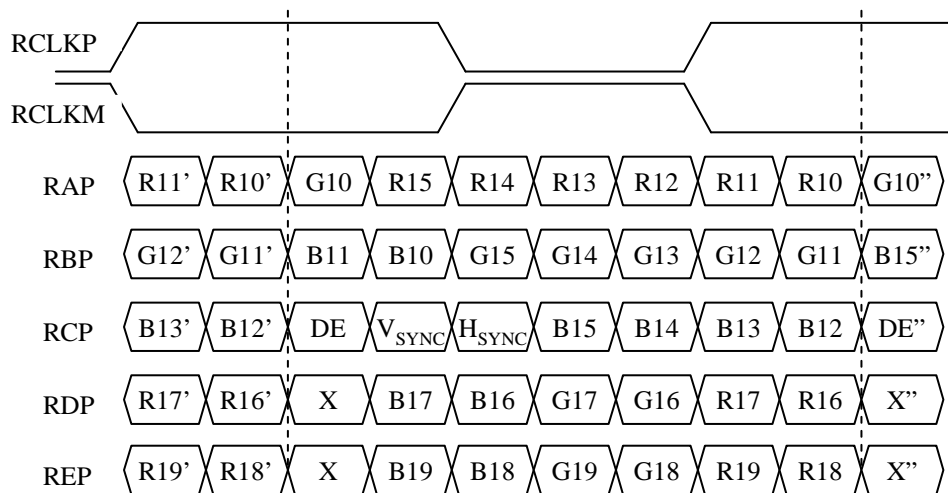 RCLKP
RCLKM
RAP R11’ R10’ G10 R15 R14 R13 R12 R11 R10 G10”
RBP G12’ G11’ B11 B10 G15 G14 G13 G12 G11 B15”
RCP B13’ B12’ DE VSYNC HSYNC B15 B14 B13 B12 DE”
RDP R17’ R16’ X B17 B16 G17 G16 R17 R16 X”
REP R19’ R18’ X B19 B18 G19 G18 R19 R18 X”